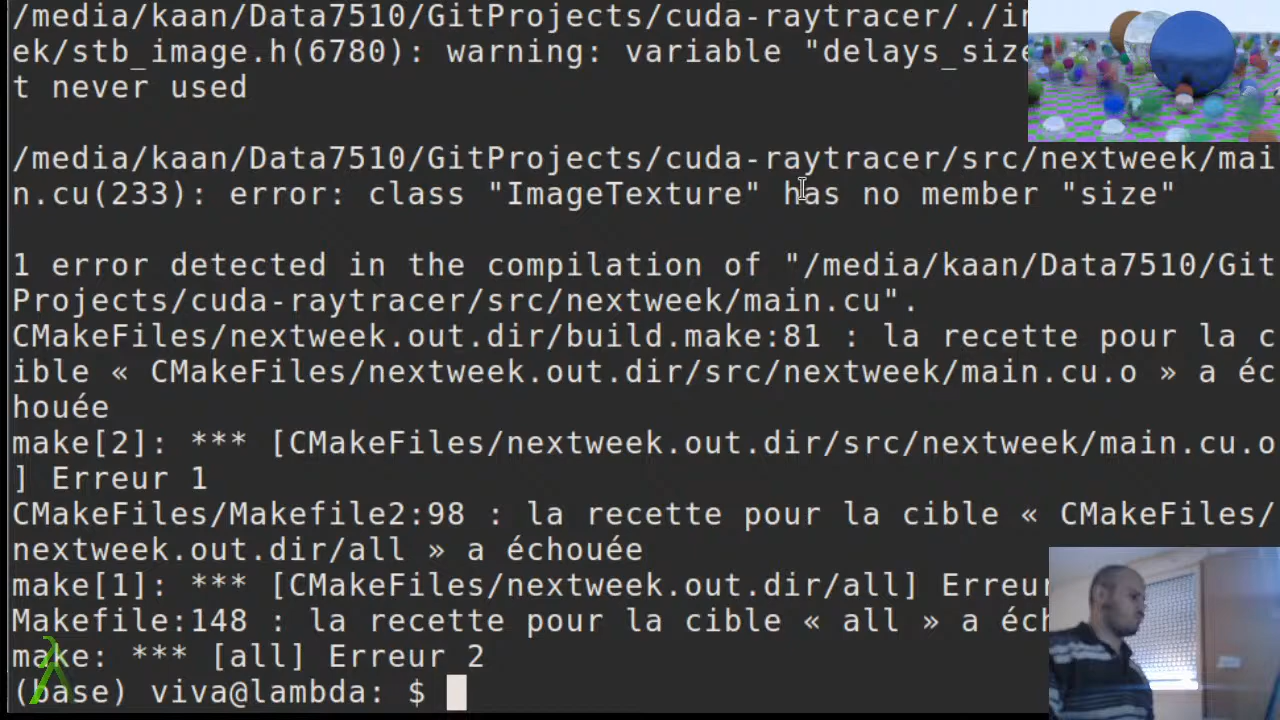 /media/kaan/Data7510/GitProjects/cuda-raytracer/./in
ek/stb_image.h(6780): warning: variable "delays_size
t never used
/media/kaan/Data7510/GitProjects/cuda-raytracer/src/nextweek/mai
n.cu(233): error: class "ImageTexture" has no member "size"
1 error detected in the compilation of "/media/kaan/Data7510/Git
Projects/cuda-raytracer/src/nextweek/main.cu".
CMakeFiles/nextweek.out.dir/build.make:81 : la recette pour la c
ible « CMakeFiles/nextweek.out.dir/src/nextweek/main.cu.o » a éc
houée
make[2]: *** [CMakeFiles/nextweek.out.dir/src/nextweek/main.cu.o
] Erreur 1
CMakeFiles/Makefile2:98 : la recette pour la cible « CMakeFiles/
nextweek.out.dir/all » a échouée
make[1]: *** [CMakeFiles/nextweek.out.dir/all] Erreur
Makefile:148 : la recette pour la cible « all » a éch
make: *** [all] Erreur 2
(base) viva@lambda: $